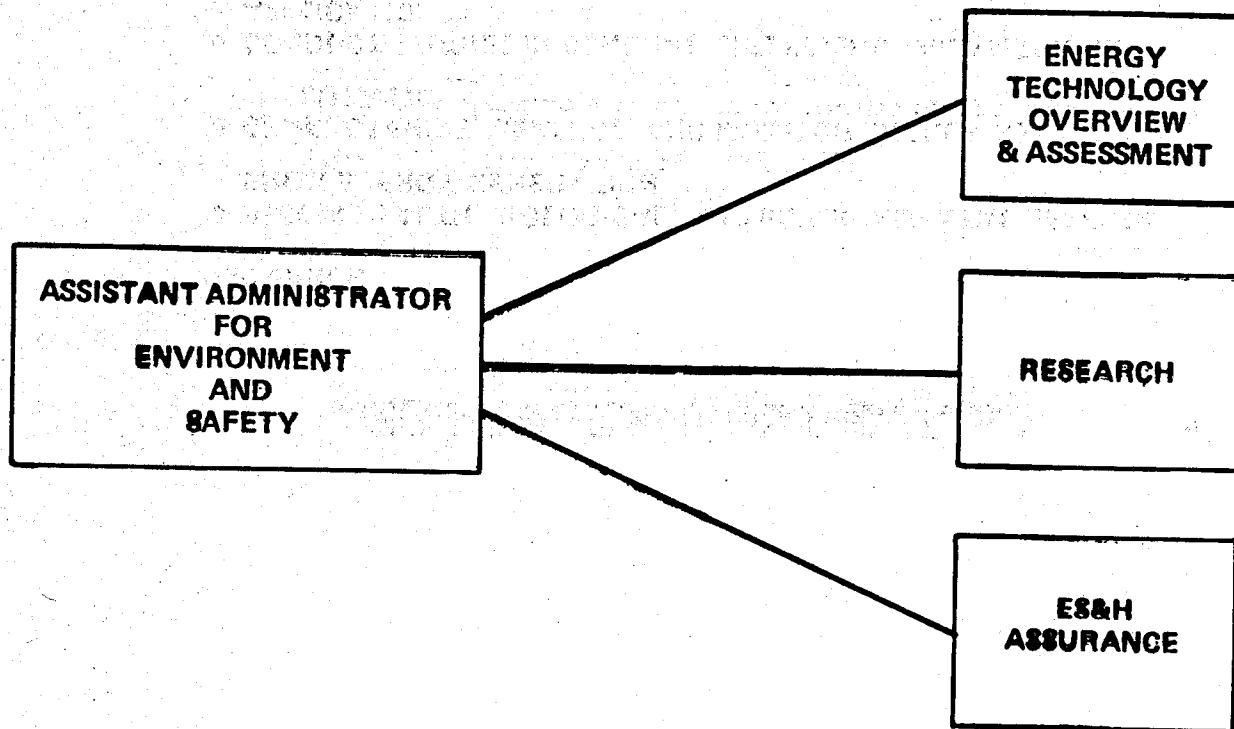 ENERGY
TECHNOLOGY
OVERVIEW
& ASSESSMENT
ASSISTANT ADMINISTRATOR
FOR
ENVIRONMENT
AND
SAFETY
RESEARCH
ES&H
ASSURANCE